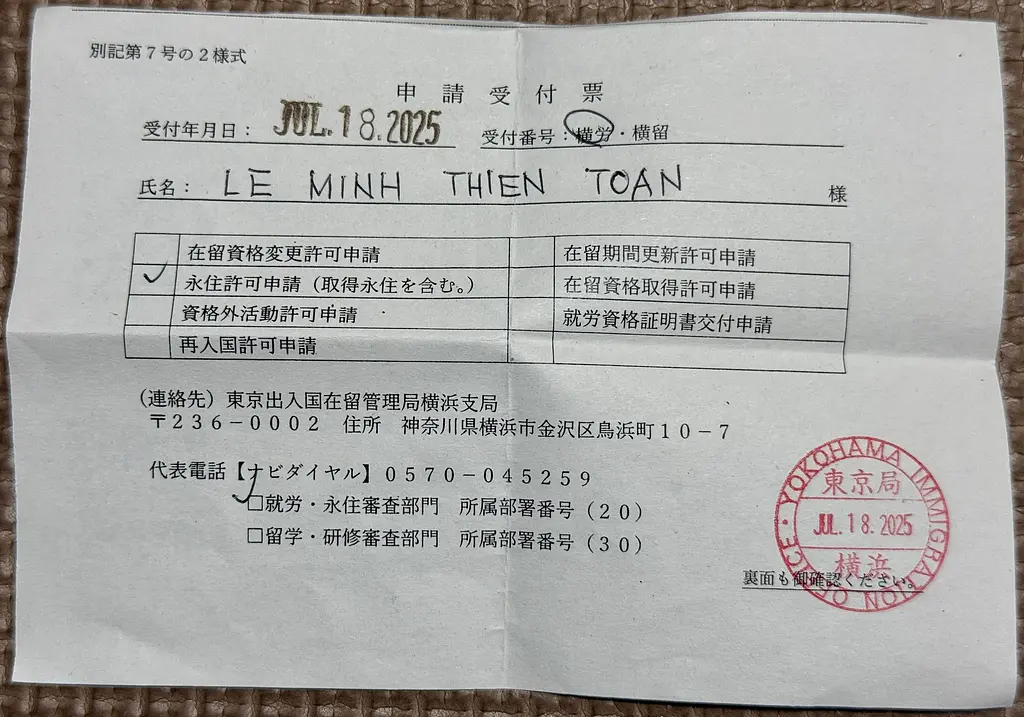 別記第7号の2様式
申請受付票
受付年月日: JUL.18.2025 受付番号:横労・横留
氏名: LE MINH THIEN TOAN 様
在留資格変更許可申請 在留期間更新許可申請
✓ 永住許可申請(取得永住を含む。) 在留資格取得許可申請
資格外活動許可申請 就労資格証明書交付申請
再入国許可申請
(連絡先)東京出入国在留管理局横浜支局
〒236-0002 住所 神奈川県横浜市金沢区鳥浜町10-7
代表電話【ナビダイヤル】0570-045259
✓□就労・永住審査部門 所属部署番号(20)
□留学・研修審査部門 所属部署番号(30)
YOKOHAMA IMMIGRATION OFFICE
東京局
JUL.18.2025
横浜
裏面も御確認ください。